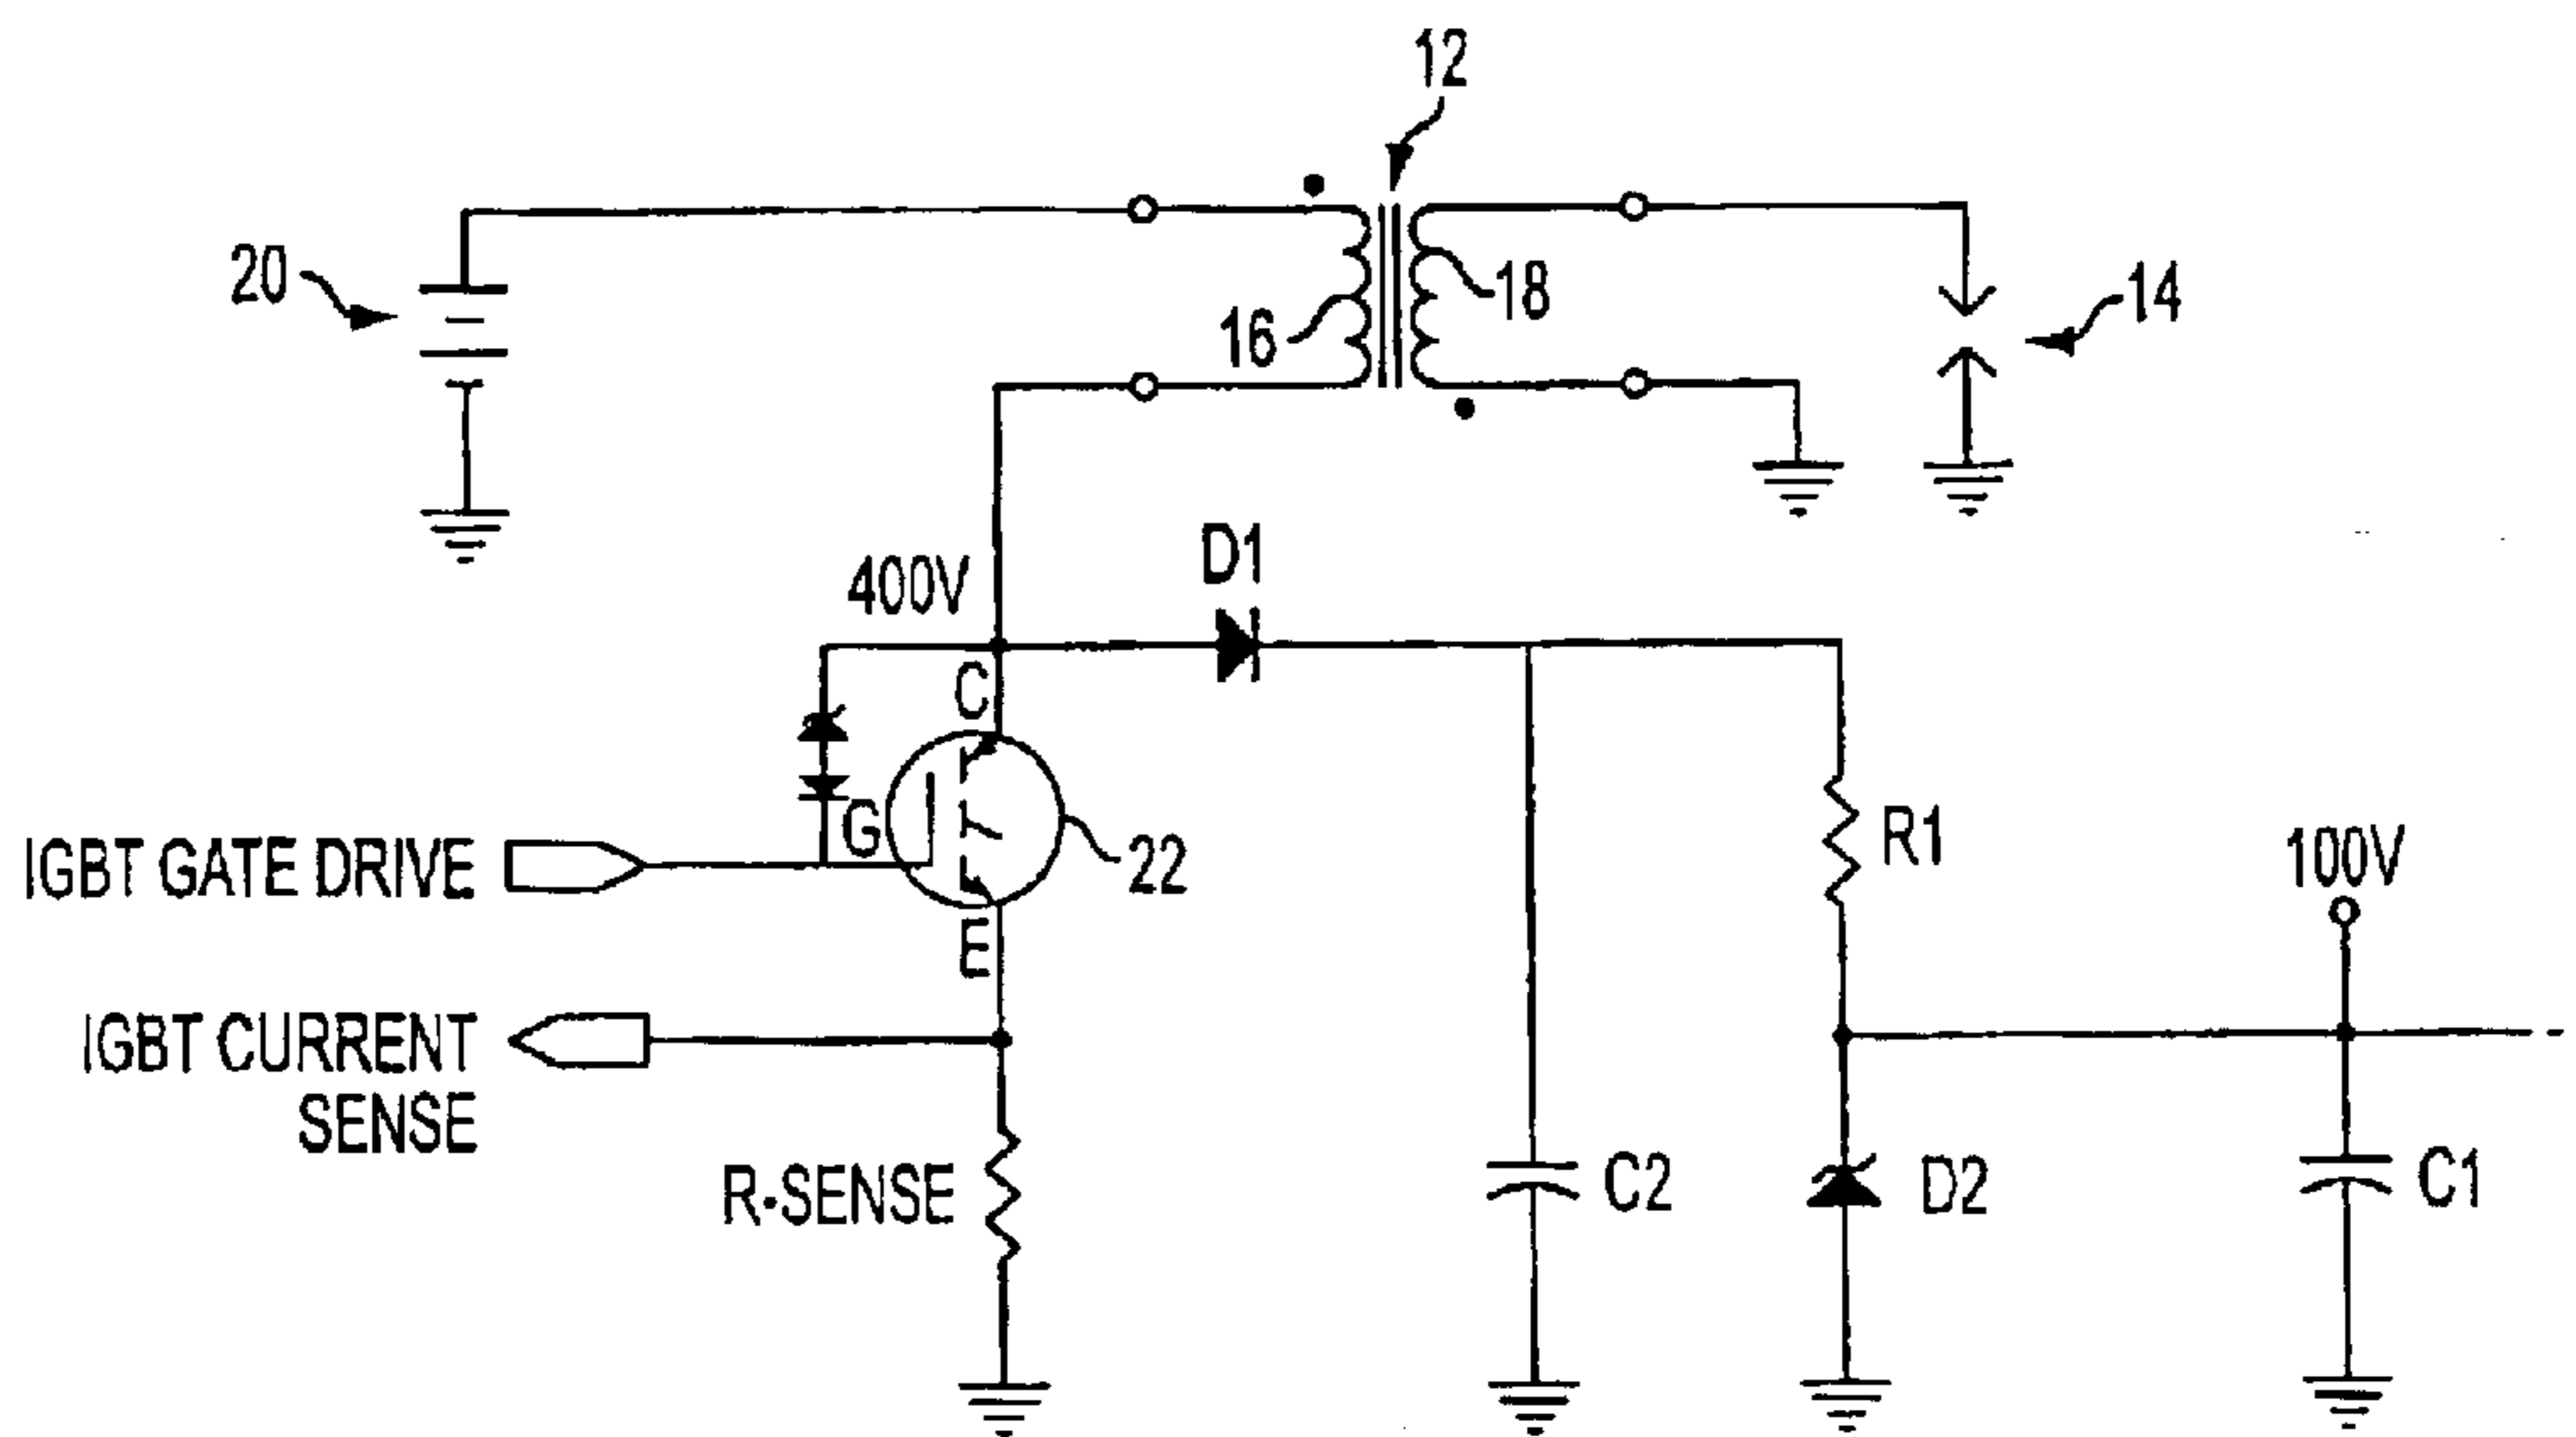 12
20
16
18
14
400V
D1
C
G
22
R1
IGBT GATE DRIVE
100V
E
IGBT CURRENT
SENSE
R-SENSE
C2
D2
C1